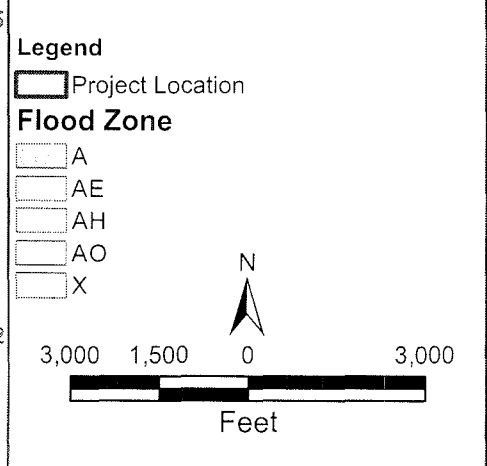 Legend
Project Location
Flood Zone
A
AE
AH
AO
X
N
3,000 1,500 0 3,000
Feet